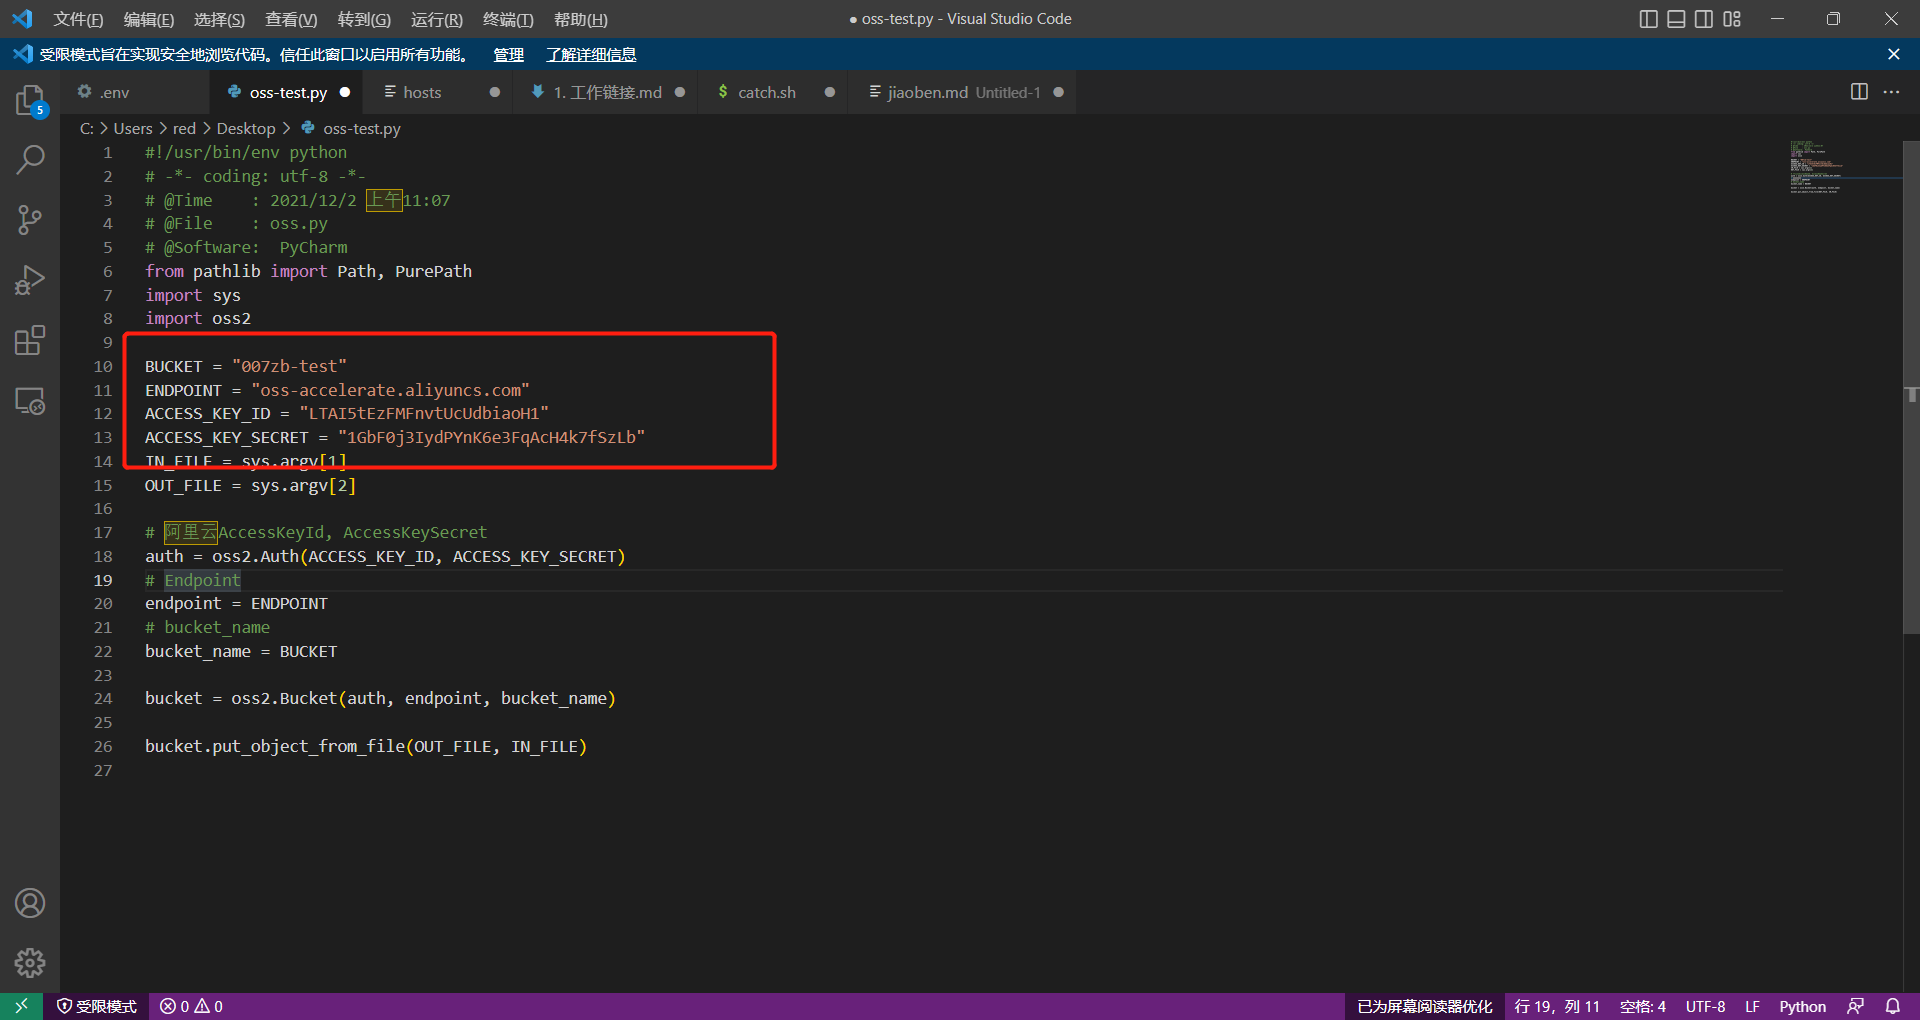 文件(F) 编辑(E) 选择(S) 查看(V) 转到(G) 运行(R) 终端(T) 帮助(H) ● oss-test.py - Visual Studio Code
受限模式旨在实现安全地浏览代码。信任此窗口以启用所有功能。 管理 了解详细信息
5
.env oss-test.py hosts 1. 工作链接.md $ catch.sh jiaoben.md Untitled-1
C: > Users > red > Desktop > oss-test.py
1 #!/usr/bin/env python
2 # -*- coding: utf-8 -*-
3 # @Time    : 2021/12/2 上午11:07
4 # @File    : oss.py
5 # @Software:  PyCharm
6 from pathlib import Path, PurePath
7 import sys
8 import oss2
9
10 BUCKET = "007zb-test"
11 ENDPOINT = "oss-accelerate.aliyuncs.com"
12 ACCESS_KEY_ID = "LTAI5tEzFMFnvtUcUdbiaoH1"
13 ACCESS_KEY_SECRET = "1GbF0j3IydPYnK6e3FqAcH4k7fSzLb"
14 IN_FILE = sys.argv[1]
15 OUT_FILE = sys.argv[2]
16
17 # 阿里云AccessKeyId, AccessKeySecret
18 auth = oss2.Auth(ACCESS_KEY_ID, ACCESS_KEY_SECRET)
19 # Endpoint
20 endpoint = ENDPOINT
21 # bucket_name
22 bucket_name = BUCKET
23
24 bucket = oss2.Bucket(auth, endpoint, bucket_name)
25
26 bucket.put_object_from_file(OUT_FILE, IN_FILE)
27
受限模式 0 0 已为屏幕阅读器优化 行 19，列 11 空格: 4 UTF-8 LF Python